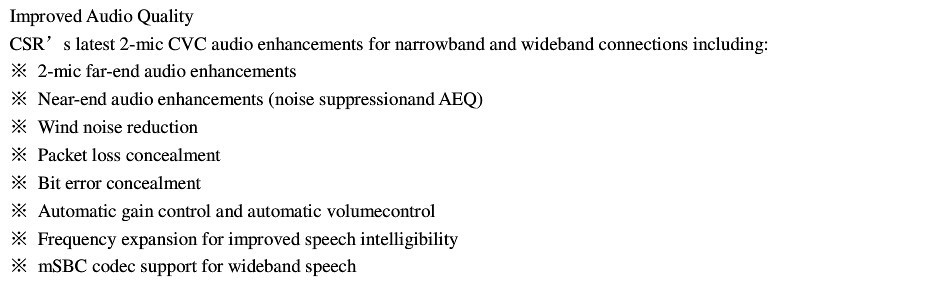 Improved Audio Quality
CSR’s latest 2-mic CVC audio enhancements for narrowband and wideband connections including:
※ 2-mic far-end audio enhancements
※ Near-end audio enhancements (noise suppressionand AEQ)
※ Wind noise reduction
※ Packet loss concealment
※ Bit error concealment
※ Automatic gain control and automatic volumecontrol
※ Frequency expansion for improved speech intelligibility
※ mSBC codec support for wideband speech